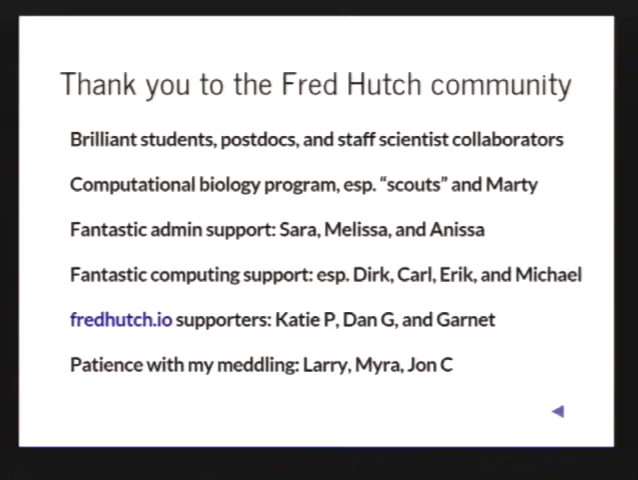 Thank you to the Fred Hutch community
Brilliant students, postdocs, and staff scientist collaborators
Computational biology program, esp. “scouts” and Marty
Fantastic admin support: Sara, Melissa, and Anissa
Fantastic computing support: esp. Dirk, Carl, Erik, and Michael
fredhutch.io supporters: Katie P, Dan G, and Garnet
Patience with my meddling: Larry, Myra, Jon C